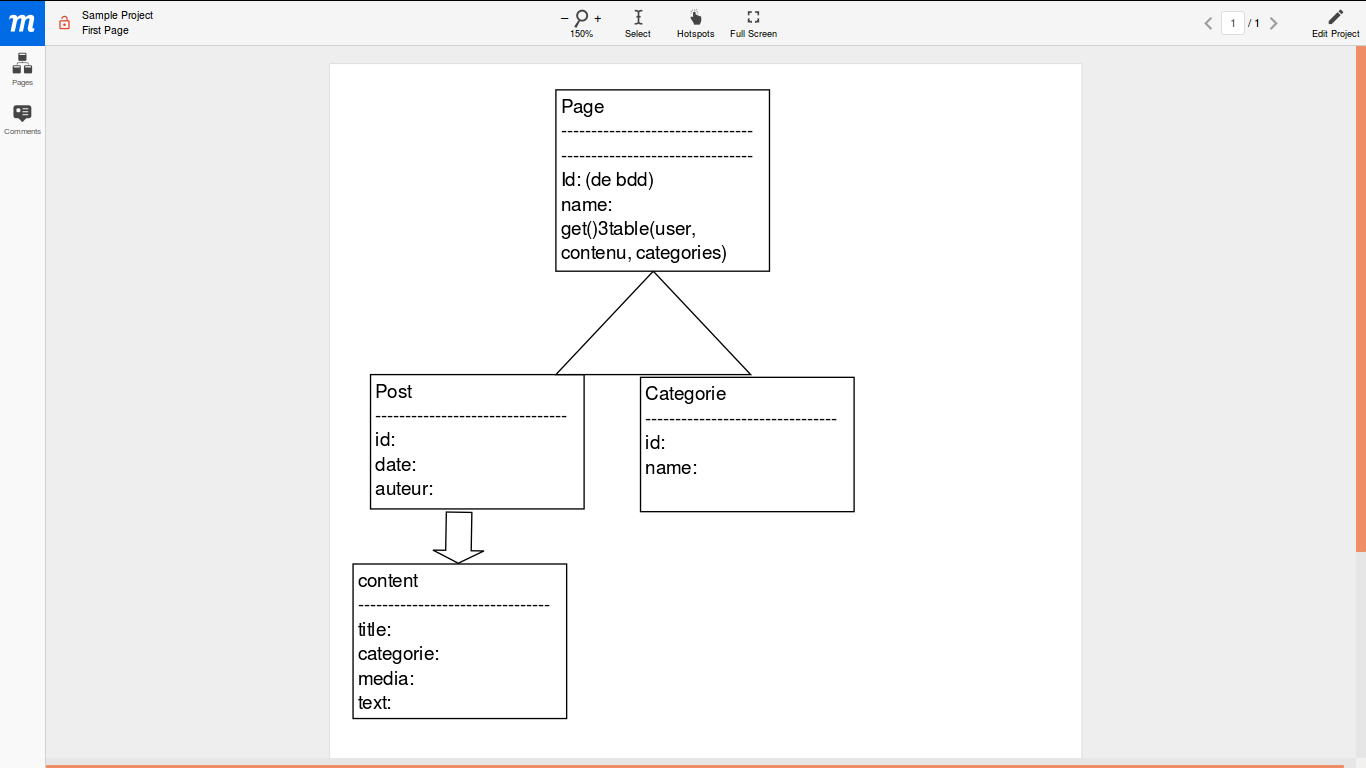 m
Sample Project
First Page
150%
Select
Hotspots
Full Screen
1 / 1
Edit Project
Pages
Comments
Page
--------------------------------
--------------------------------
Id: (de bdd)
name:
get()3table(user,
contenu, categories)
Post
--------------------------------
id:
date:
auteur:
Categorie
--------------------------------
id:
name:
content
--------------------------------
title:
categorie:
media:
text: